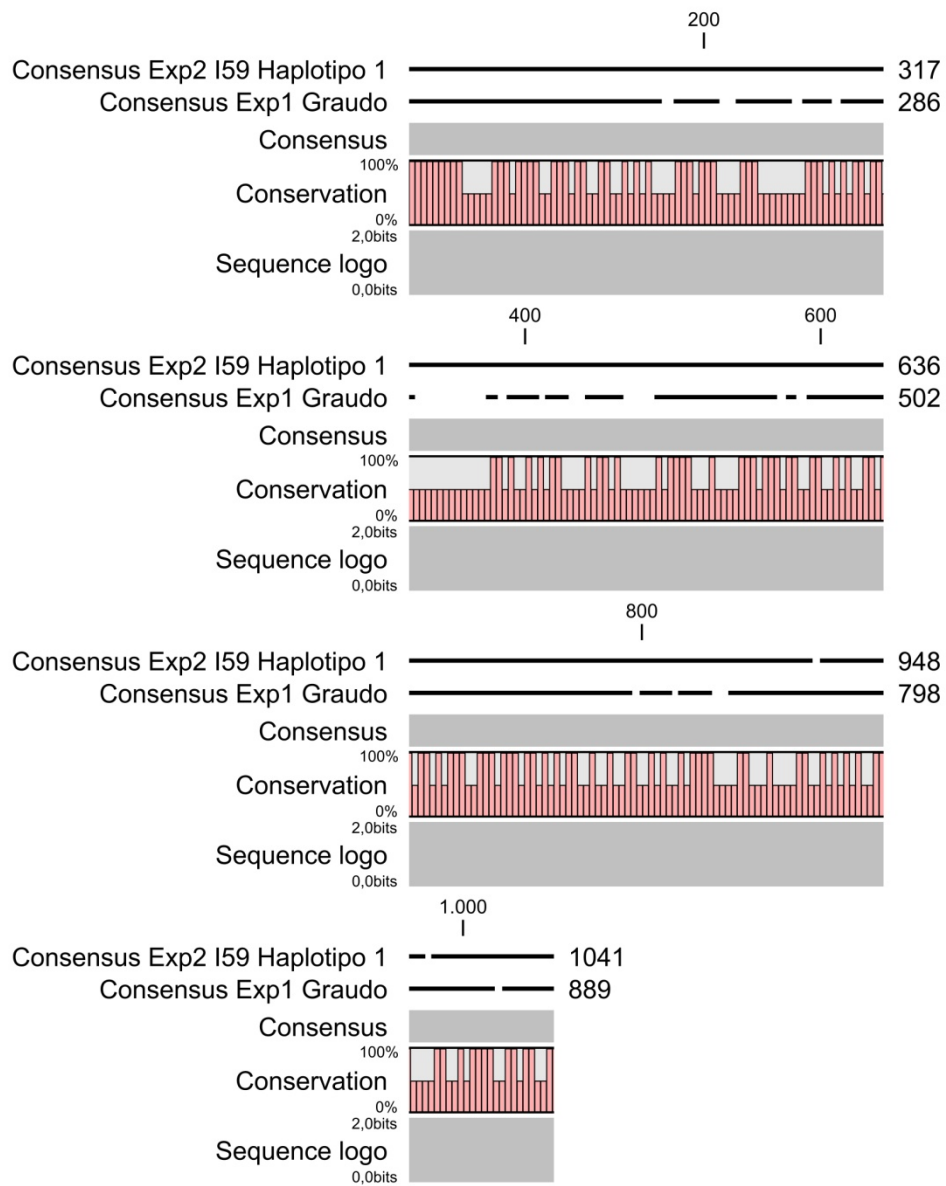 200
Consensus Exp2 I59 Haplotipo 1 317
Consensus Exp1 Graudo 286
Consensus
100%
Conservation
0%
2,0bits
Sequence logo
0,0bits
400 600
Consensus Exp2 I59 Haplotipo 1 636
Consensus Exp1 Graudo 502
Consensus
100%
Conservation
0%
2,0bits
Sequence logo
0,0bits
800
Consensus Exp2 I59 Haplotipo 1 948
Consensus Exp1 Graudo 798
Consensus
100%
Conservation
0%
2,0bits
Sequence logo
0,0bits
1.000
Consensus Exp2 I59 Haplotipo 1 1041
Consensus Exp1 Graudo 889
Consensus
100%
Conservation
0%
2,0bits
Sequence logo
0,0bits